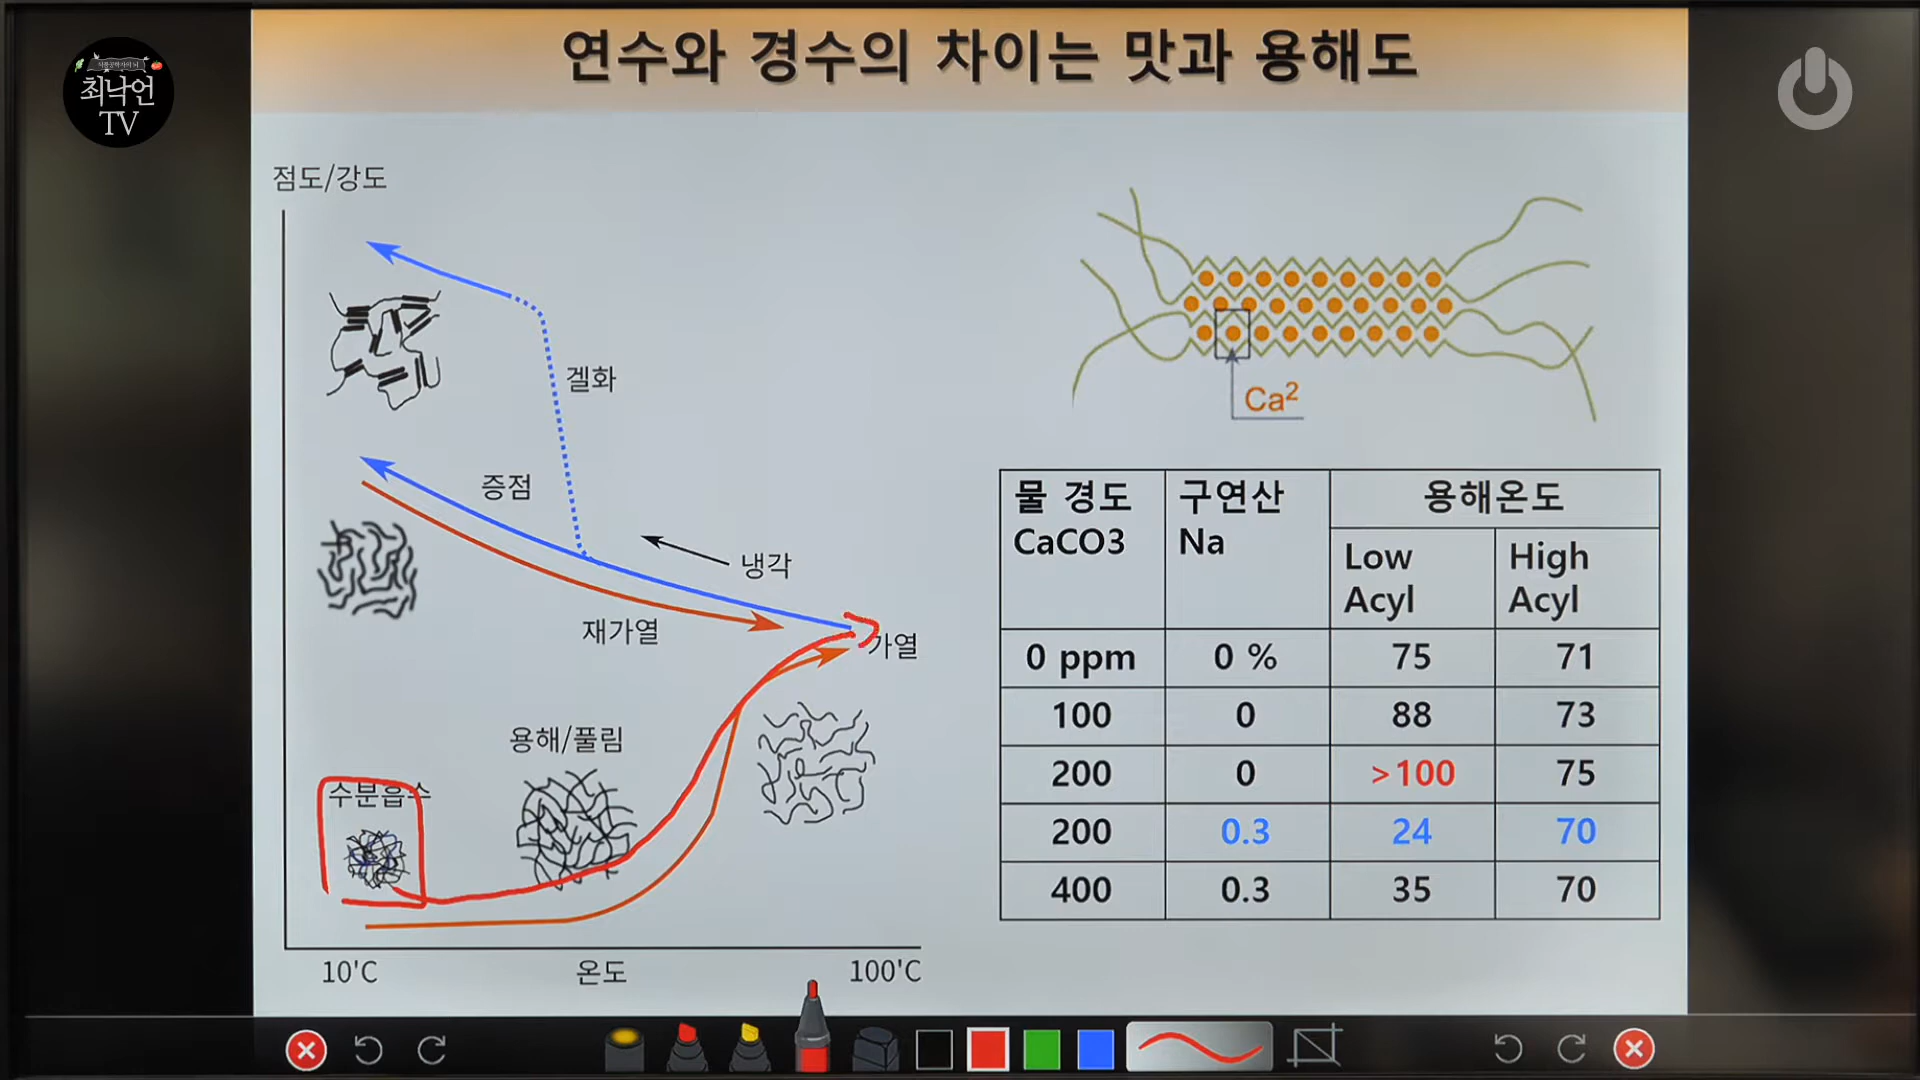 연수와 경수의 차이는 맛과 용해도
최낙언
TV
점도/강도
겔화
증점
냉각
재가열
가열
용해/풀림
수분흡수
10'C
온도
100'C
Ca2
물 경도 CaCO3
구연산 Na
용해온도
Low Acyl
High Acyl
0 ppm 0 % 75 71
100 0 88 73
200 0 >100 75
200 0.3 24 70
400 0.3 35 70